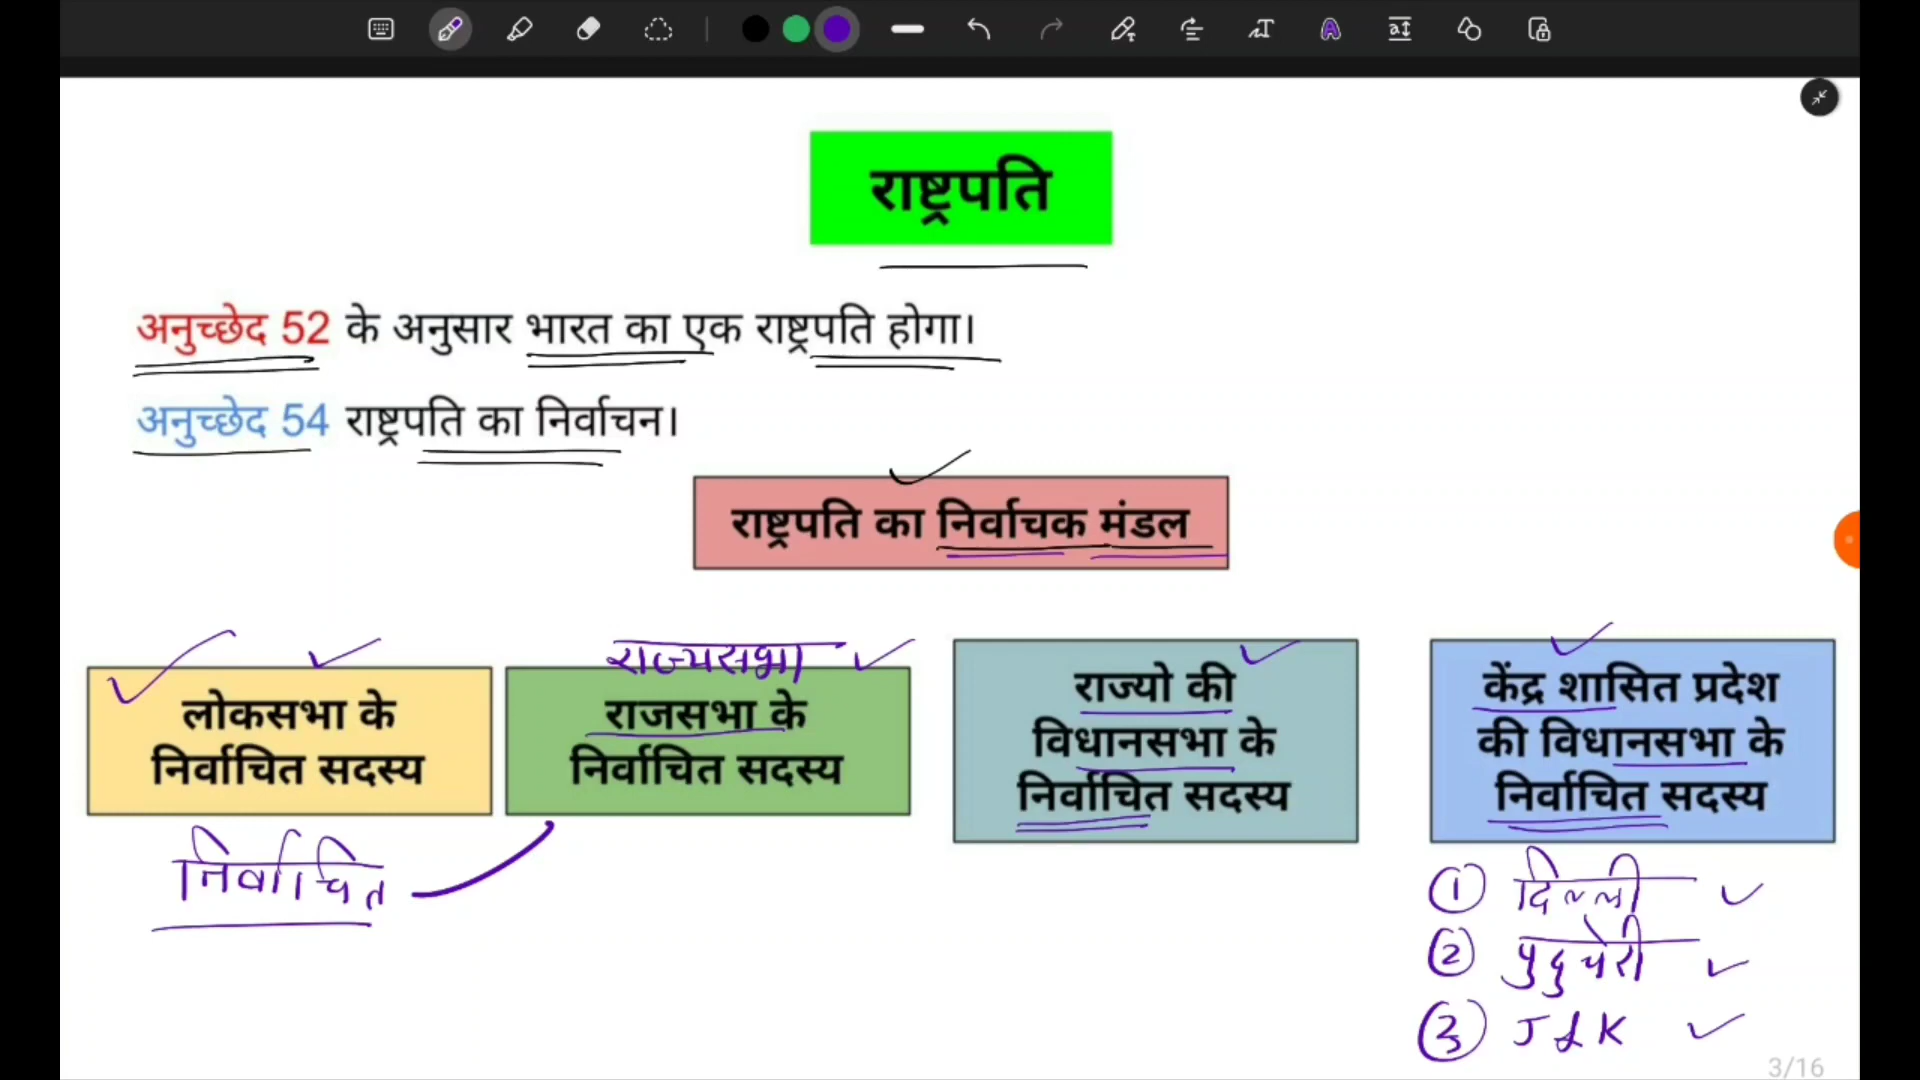 राष्ट्रपति
अनुच्छेद 52 के अनुसार भारत का एक राष्ट्रपति होगा।
अनुच्छेद 54 राष्ट्रपति का निर्वाचन।
राष्ट्रपति का निर्वाचक मंडल
लोकसभा के
निर्वाचित सदस्य
राज्यसभा
राजसभा के
निर्वाचित सदस्य
राज्यो की
विधानसभा के
निर्वाचित सदस्य
केंद्र शासित प्रदेश
की विधानसभा के
निर्वाचित सदस्य
निर्वाचित
① दिल्ली
② पुदुचेरी
③ J & K
3/16